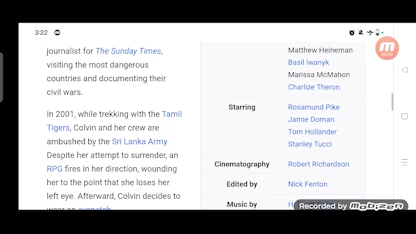 3:22
journalist for The Sunday Times,
visiting the most dangerous
countries and documenting their
civil wars.
In 2001, while trekking with the Tamil
Tigers, Colvin and her crew are
ambushed by the Sri Lanka Army.
Despite her attempt to surrender, an
RPG fires in her direction, wounding
her to the point that she loses her
left eye. Afterward, Colvin decides to
wear an eyepatch
Matthew Heineman
Basil Iwanyk
Marissa McMahon
Charlize Theron
Starring
Rosamund Pike
Jamie Dornan
Tom Hollander
Stanley Tucci
Cinematography Robert Richardson
Edited by Nick Fenton
Music by
Recorded by Mobizen